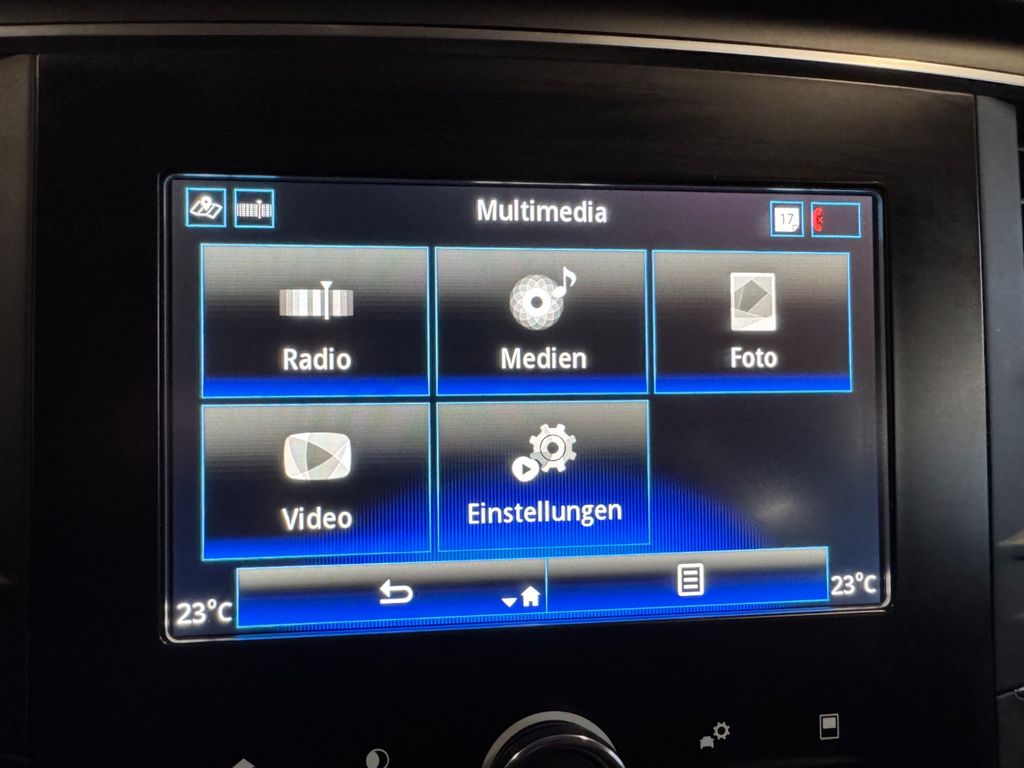 Multimedia
17
Radio
Medien
Foto
Video
Einstellungen
23°C
23°C